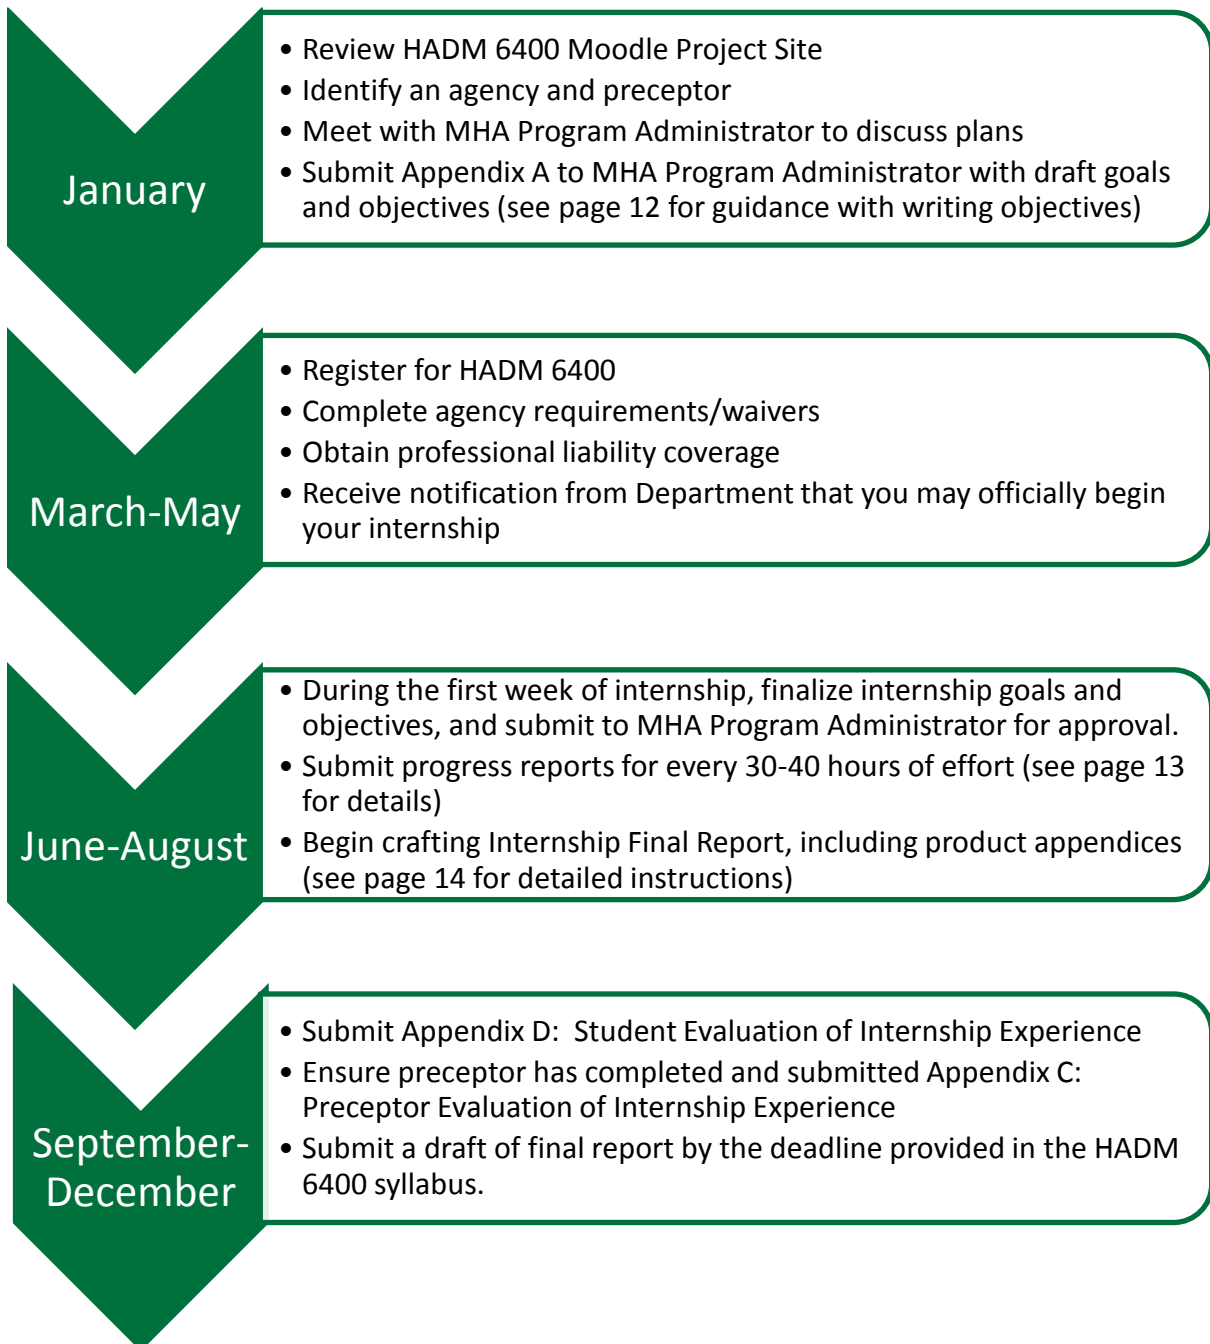 January
• Review HADM 6400 Moodle Project Site
• Identify an agency and preceptor
• Meet with MHA Program Administrator to discuss plans
• Submit Appendix A to MHA Program Administrator with draft goals
and objectives (see page 12 for guidance with writing objectives)
March-May
• Register for HADM 6400
• Complete agency requirements/waivers
• Obtain professional liability coverage
• Receive notification from Department that you may officially begin
your internship
June-August
• During the first week of internship, finalize internship goals and
objectives, and submit to MHA Program Administrator for approval.
• Submit progress reports for every 30-40 hours of effort (see page 13
for details)
• Begin crafting Internship Final Report, including product appendices
(see page 14 for detailed instructions)
September-
December
• Submit Appendix D:  Student Evaluation of Internship Experience
• Ensure preceptor has completed and submitted Appendix C:
Preceptor Evaluation of Internship Experience
• Submit a draft of final report by the deadline provided in the HADM
6400 syllabus.